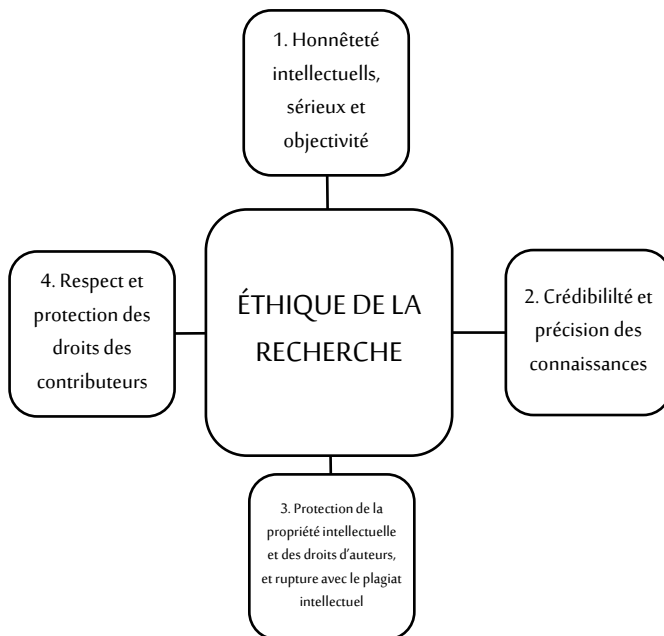 1. Honnêteté
intellectuells,
sérieux et
objectivité
4. Respect et
protection des
droits des
contributeurs
ÉTHIQUE DE LA
RECHERCHE
2. Crédibililté et
précision des
connaissances
3. Protection de la
propriété intellectuelle
et des droits d'auteurs,
et rupture avec le plagiat
intellectuel